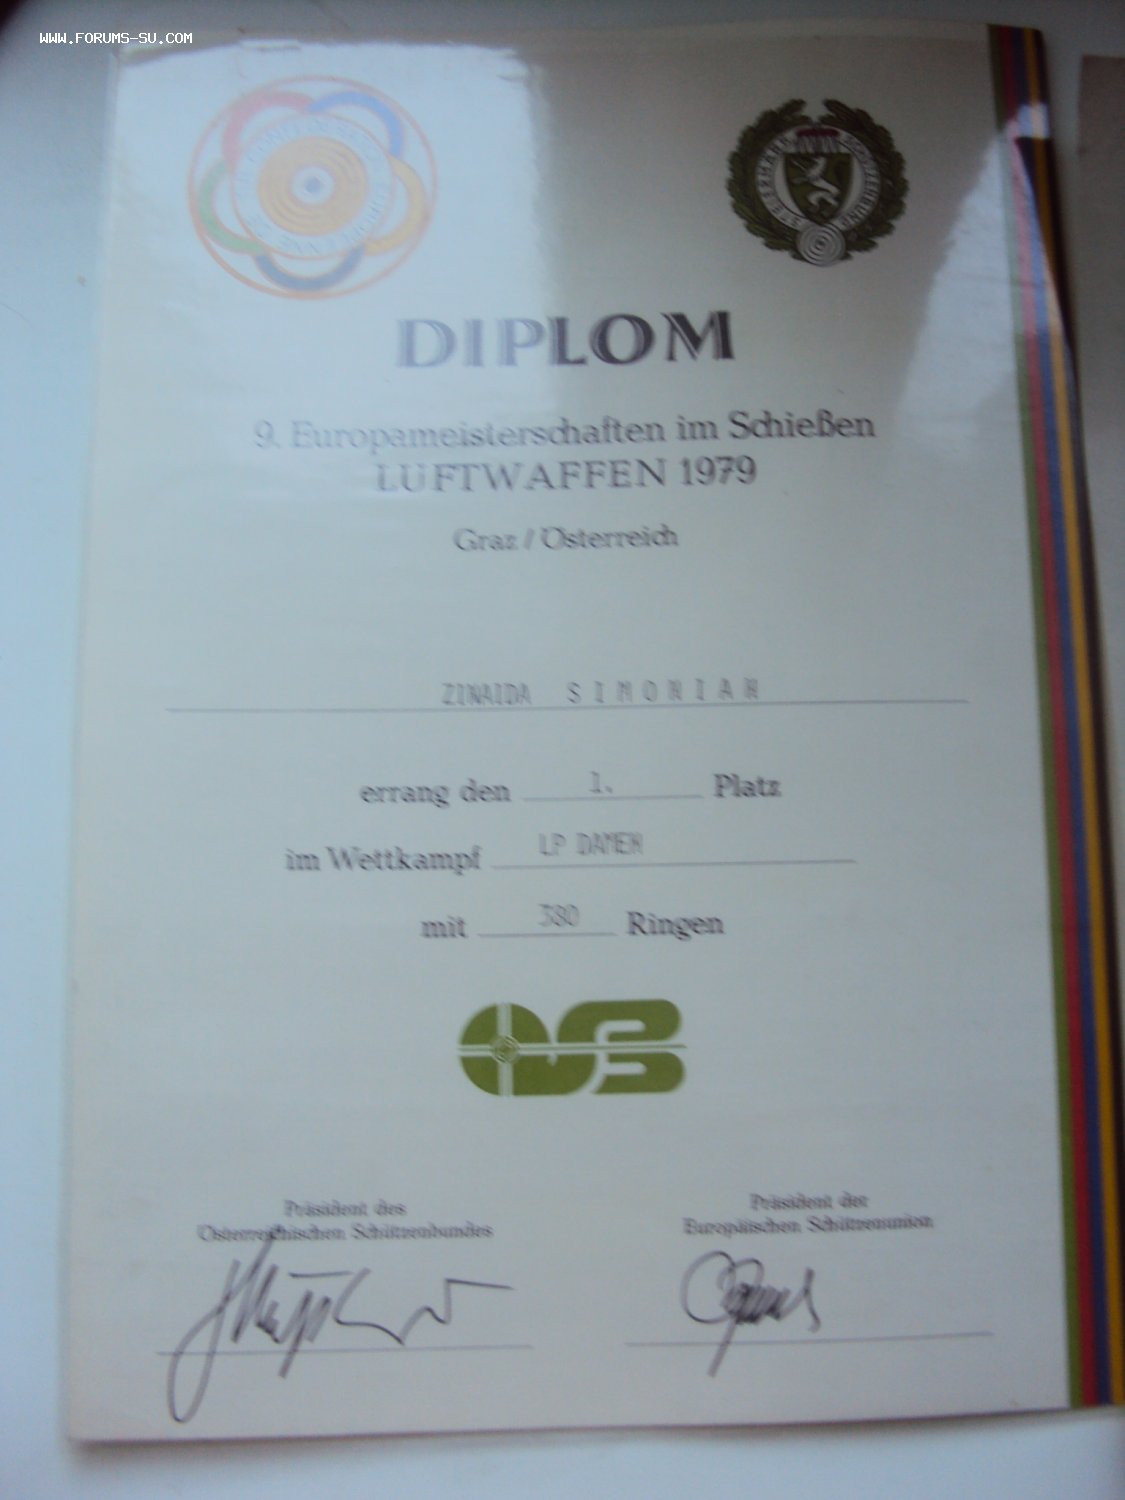 WWW.FORUMS-SU.COM
DIPLOM
9. Europameisterschaften im Schießen
LUFTWAFFEN 1979
Graz / Österreich
ZINAIDA SIMONIAN
errang den 1. Platz
im Wettkampf LP DAMEN
mit 380 Ringen
Präsident des
Österreichischen Schützenbundes
Präsident der
Europäischen Schützenunion